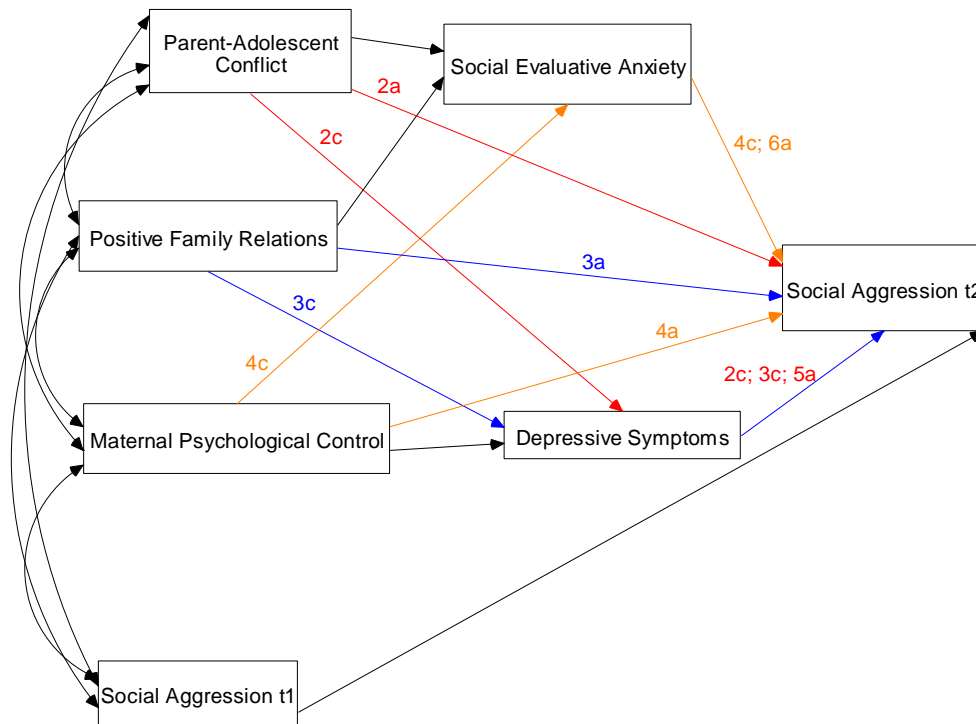 Parent-Adolescent
Conflict
Social Evaluative Anxiety
2a
2c
4c; 6a
Positive Family Relations
3a
Social Aggression t2
3c
4a
4c
2c; 3c; 5a
Maternal Psychological Control
Depressive Symptoms
Social Aggression t1